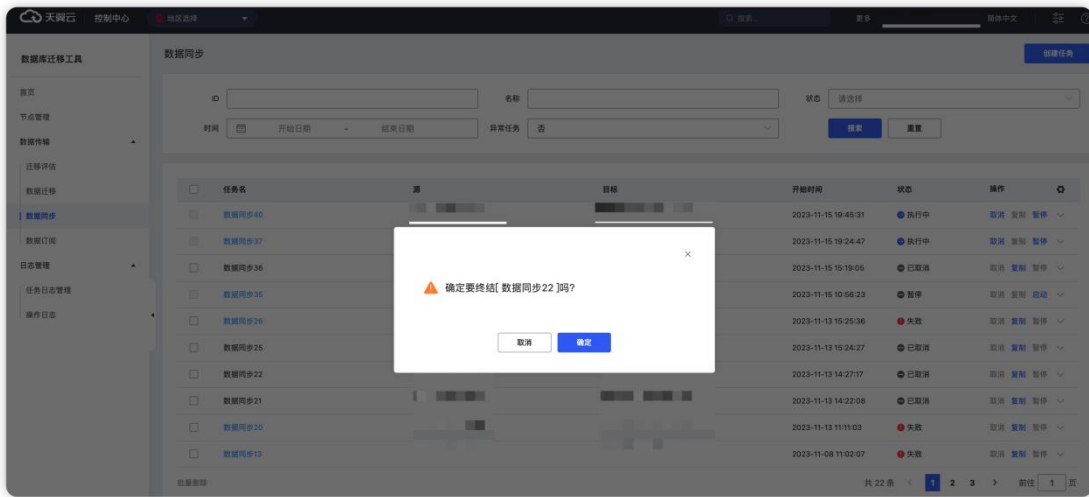 天翼云 控制中心 地区选择 搜索... 更多 简体中文
数据库迁移工具 数据同步 创建任务
首页
节点管理
数据传输
迁移评估
数据迁移
数据同步
数据订阅
日志管理
任务日志管理
操作日志
ID 名称 状态 请选择
时间 开始日期 - 结束日期 异常任务 否 搜索 重置
任务名 源 目标 开始时间 状态 操作
数据同步40 2023-11-15 19:45:31 执行中 取消 复制 暂停
数据同步37 2023-11-15 19:24:47 执行中 取消 复制 暂停
数据同步36 2023-11-15 15:19:05 已取消 取消 复制 暂停
数据同步35 2023-11-15 10:56:23 暂停 取消 复制 启动
数据同步26 2023-11-13 15:25:36 失败 取消 复制 暂停
数据同步25 2023-11-13 15:24:27 已取消 取消 复制 暂停
数据同步22 2023-11-13 14:27:17 已取消 取消 复制 暂停
数据同步21 2023-11-13 14:22:08 已取消 取消 复制 暂停
数据同步20 2023-11-13 11:11:03 失败 取消 复制 暂停
数据同步13 2023-11-08 11:02:07 失败 取消 复制 暂停
确定要终结[ 数据同步22 ]吗?
取消 确定
批量删除 共 22 条 1 2 3 前往 1 页